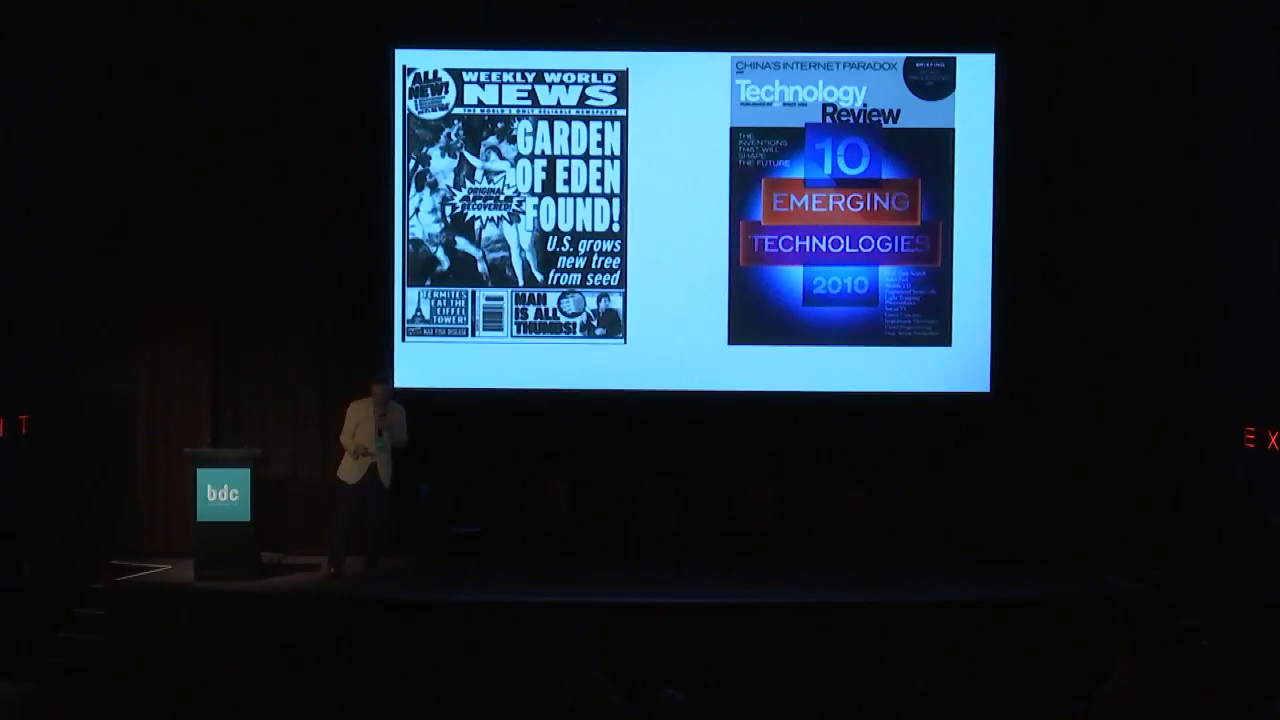 ALL
NEW!
WEEKLY WORLD
NEWS
THE WORLD'S ONLY RELIABLE NEWSPAPER
GARDEN
OF EDEN
FOUND!
ORIGINAL
APPLE
RECOVERED!
U.S. grows
new tree
from seed
TERMITES
EAT THE
EIFFEL
TOWER!
MAN
IS ALL
THUMBS!
CHINA'S INTERNET PARADOX
BRIEFING
Technology
Review
THE
INVENTIONS
THAT WILL
SHAPE
THE FUTURE
10
EMERGING
TECHNOLOGIES
2010
bdc
I T
E X